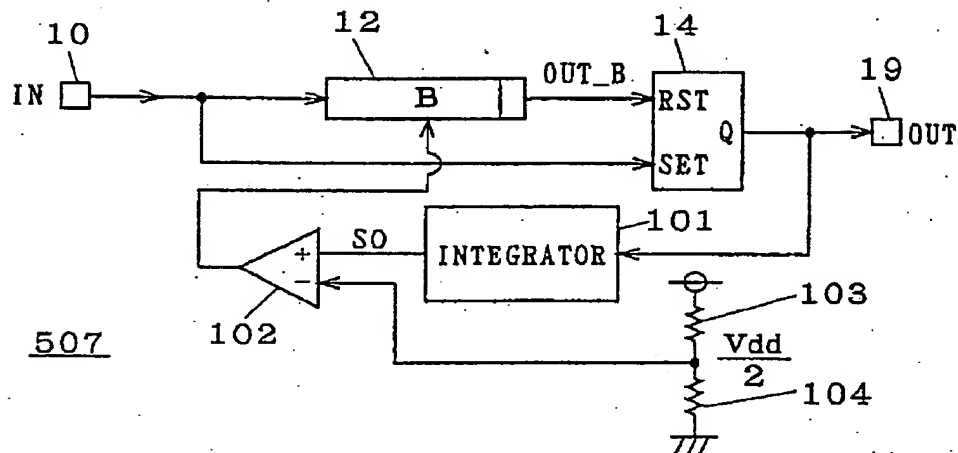 10
12
14
19
IN
B
OUT_B
RST
Q
SET
OUT
101
SO
INTEGRATOR
+
-
102
103
Vdd
2
104
507